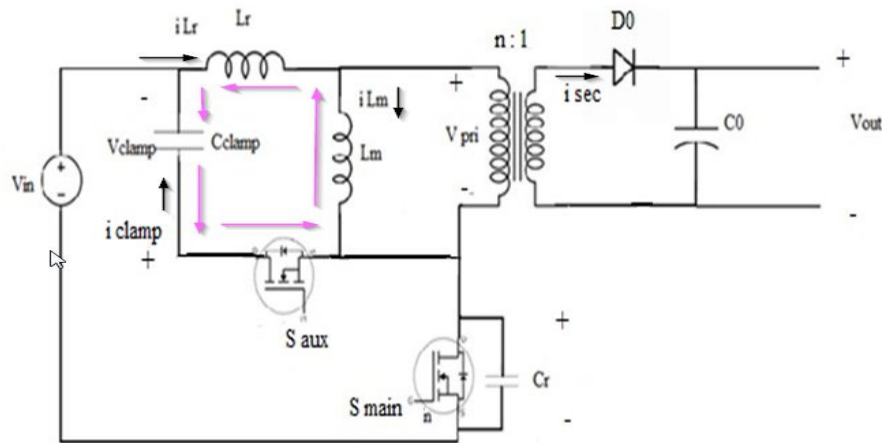 i Lr
Lr
n : 1
D0
+
-
+
i Lm
i sec
+
Vclamp
Cclamp
Lm
V pri
C0
Vout
Vin
+
-
-
i clamp
+
-
S aux
+
S main
n
Cr
-